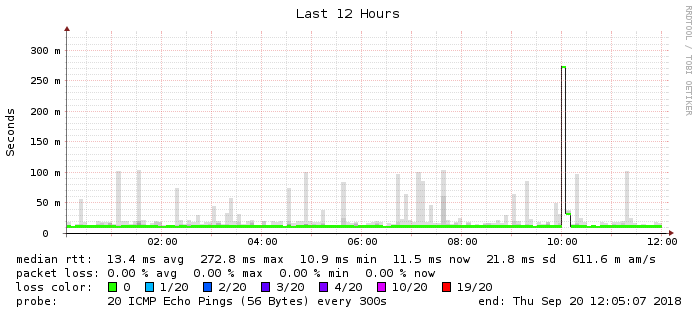 Last 12 Hours
RRDTOOL / TOBI OETIKER
Seconds
300 m
250 m
200 m
150 m
100 m
50 m
0
02:00 04:00 06:00 08:00 10:00 12:00
median rtt: 13.4 ms avg 272.8 ms max 10.9 ms min 11.5 ms now 21.8 ms sd 611.6 m am/s
packet loss: 0.00 % avg 0.00 % max 0.00 % min 0.00 % now
loss color: 0 1/20 2/20 3/20 4/20 10/20 19/20
probe: 20 ICMP Echo Pings (56 Bytes) every 300s end: Thu Sep 20 12:05:07 2018